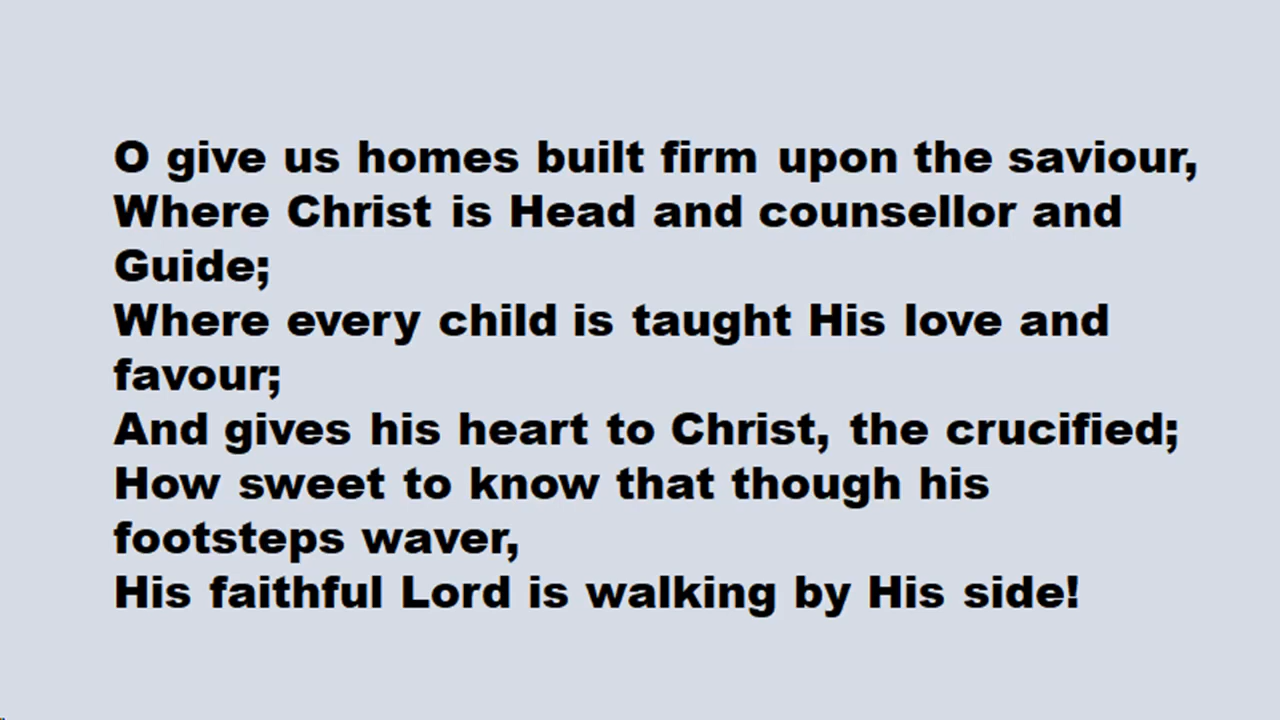 O give us homes built firm upon the saviour,
Where Christ is Head and counsellor and
Guide;
Where every child is taught His love and
favour;
And gives his heart to Christ, the crucified;
How sweet to know that though his
footsteps waver,
His faithful Lord is walking by His side!